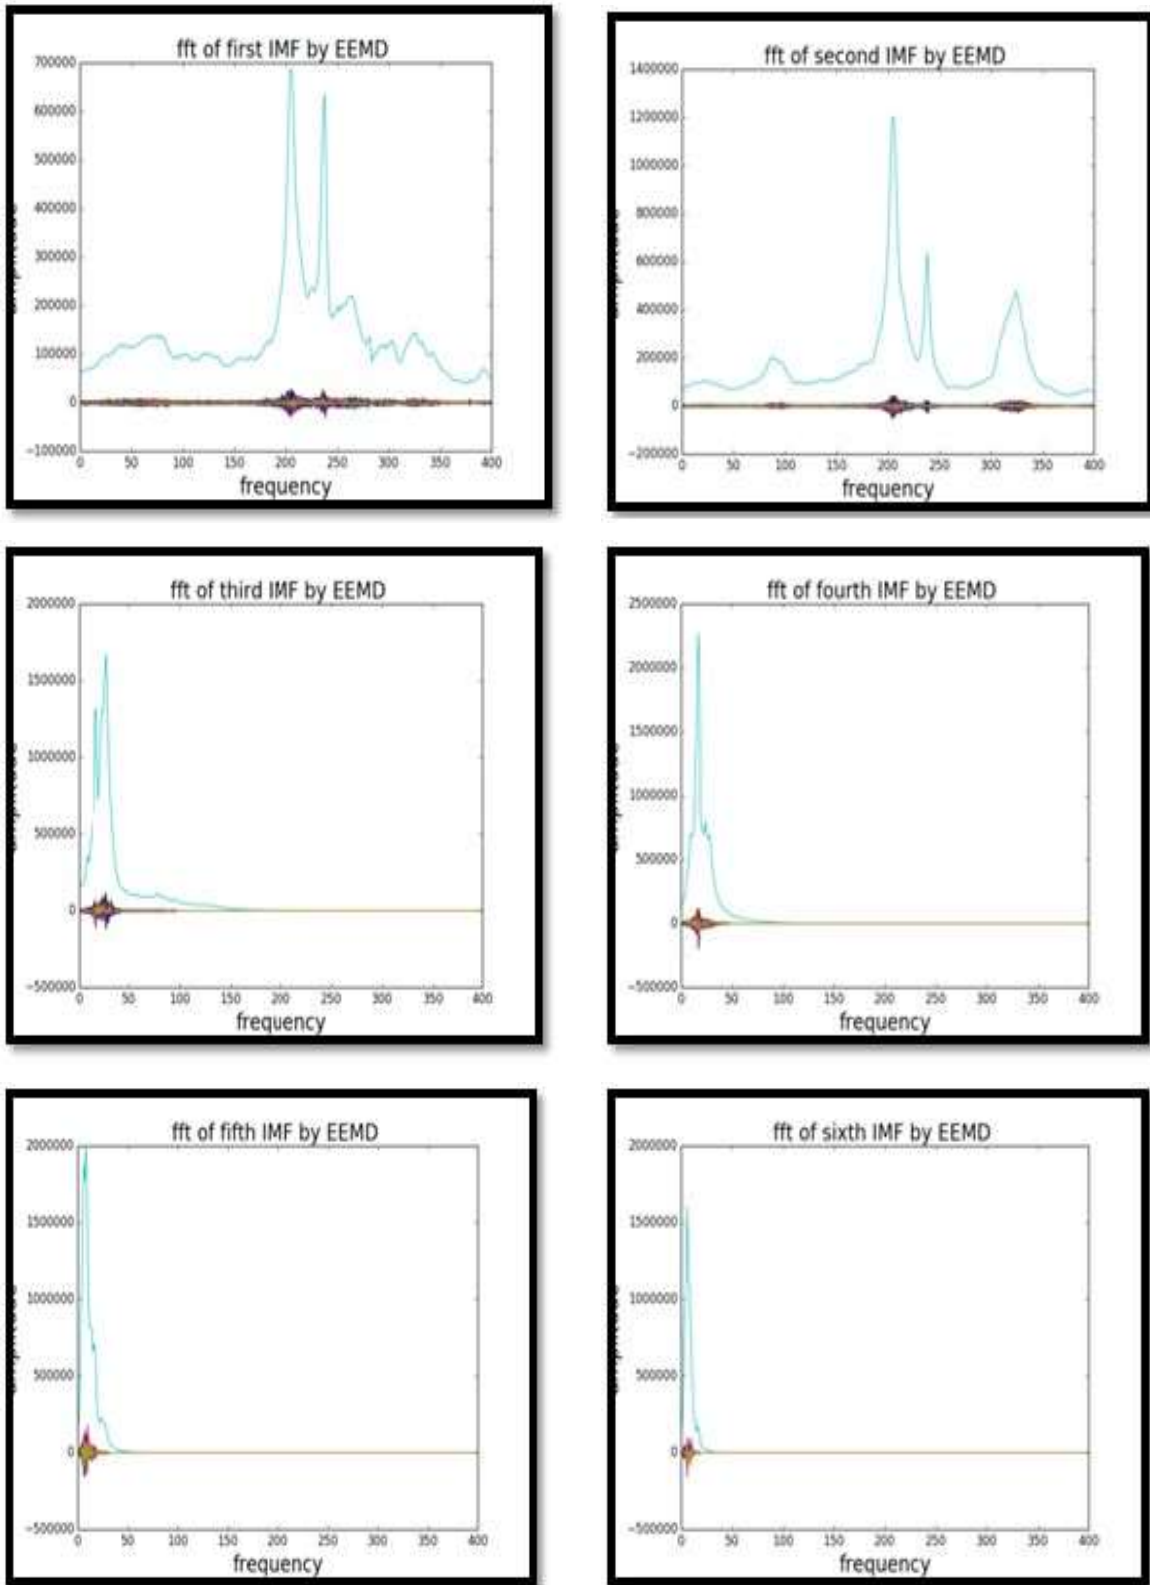 fft of first IMF by EEMD
700000
600000
500000
400000
300000
200000
100000
0
−100000
0 50 100 150 200 250 300 350 400
frequency
fft of second IMF by EEMD
1400000
1200000
1000000
800000
600000
400000
200000
0
−200000
0 50 100 150 200 250 300 350 400
frequency
fft of third IMF by EEMD
2000000
1500000
1000000
500000
0
−500000
0 50 100 150 200 250 300 350 400
frequency
fft of fourth IMF by EEMD
2500000
2000000
1500000
1000000
500000
0
−500000
0 50 100 150 200 250 300 350 400
frequency
fft of fifth IMF by EEMD
2000000
1500000
1000000
500000
0
−500000
0 50 100 150 200 250 300 350 400
frequency
fft of sixth IMF by EEMD
2000000
1500000
1000000
500000
0
−500000
0 50 100 150 200 250 300 350 400
frequency